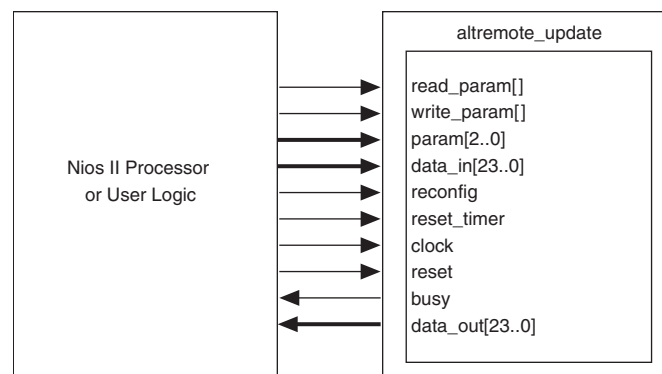 altremote_update
Nios II Processor
or User Logic
read_param[]
write_param[]
param[2..0]
data_in[23..0]
reconfig
reset_timer
clock
reset
busy
data_out[23..0]